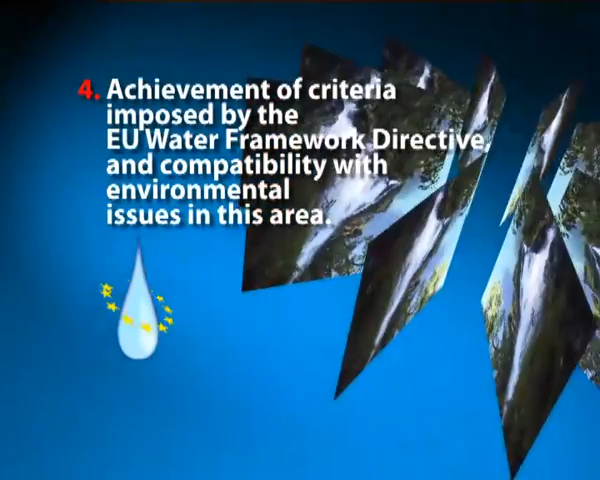 4. Achievement of criteria
imposed by the
EU Water Framework Directive,
and compatibility with
environmental
issues in this area.